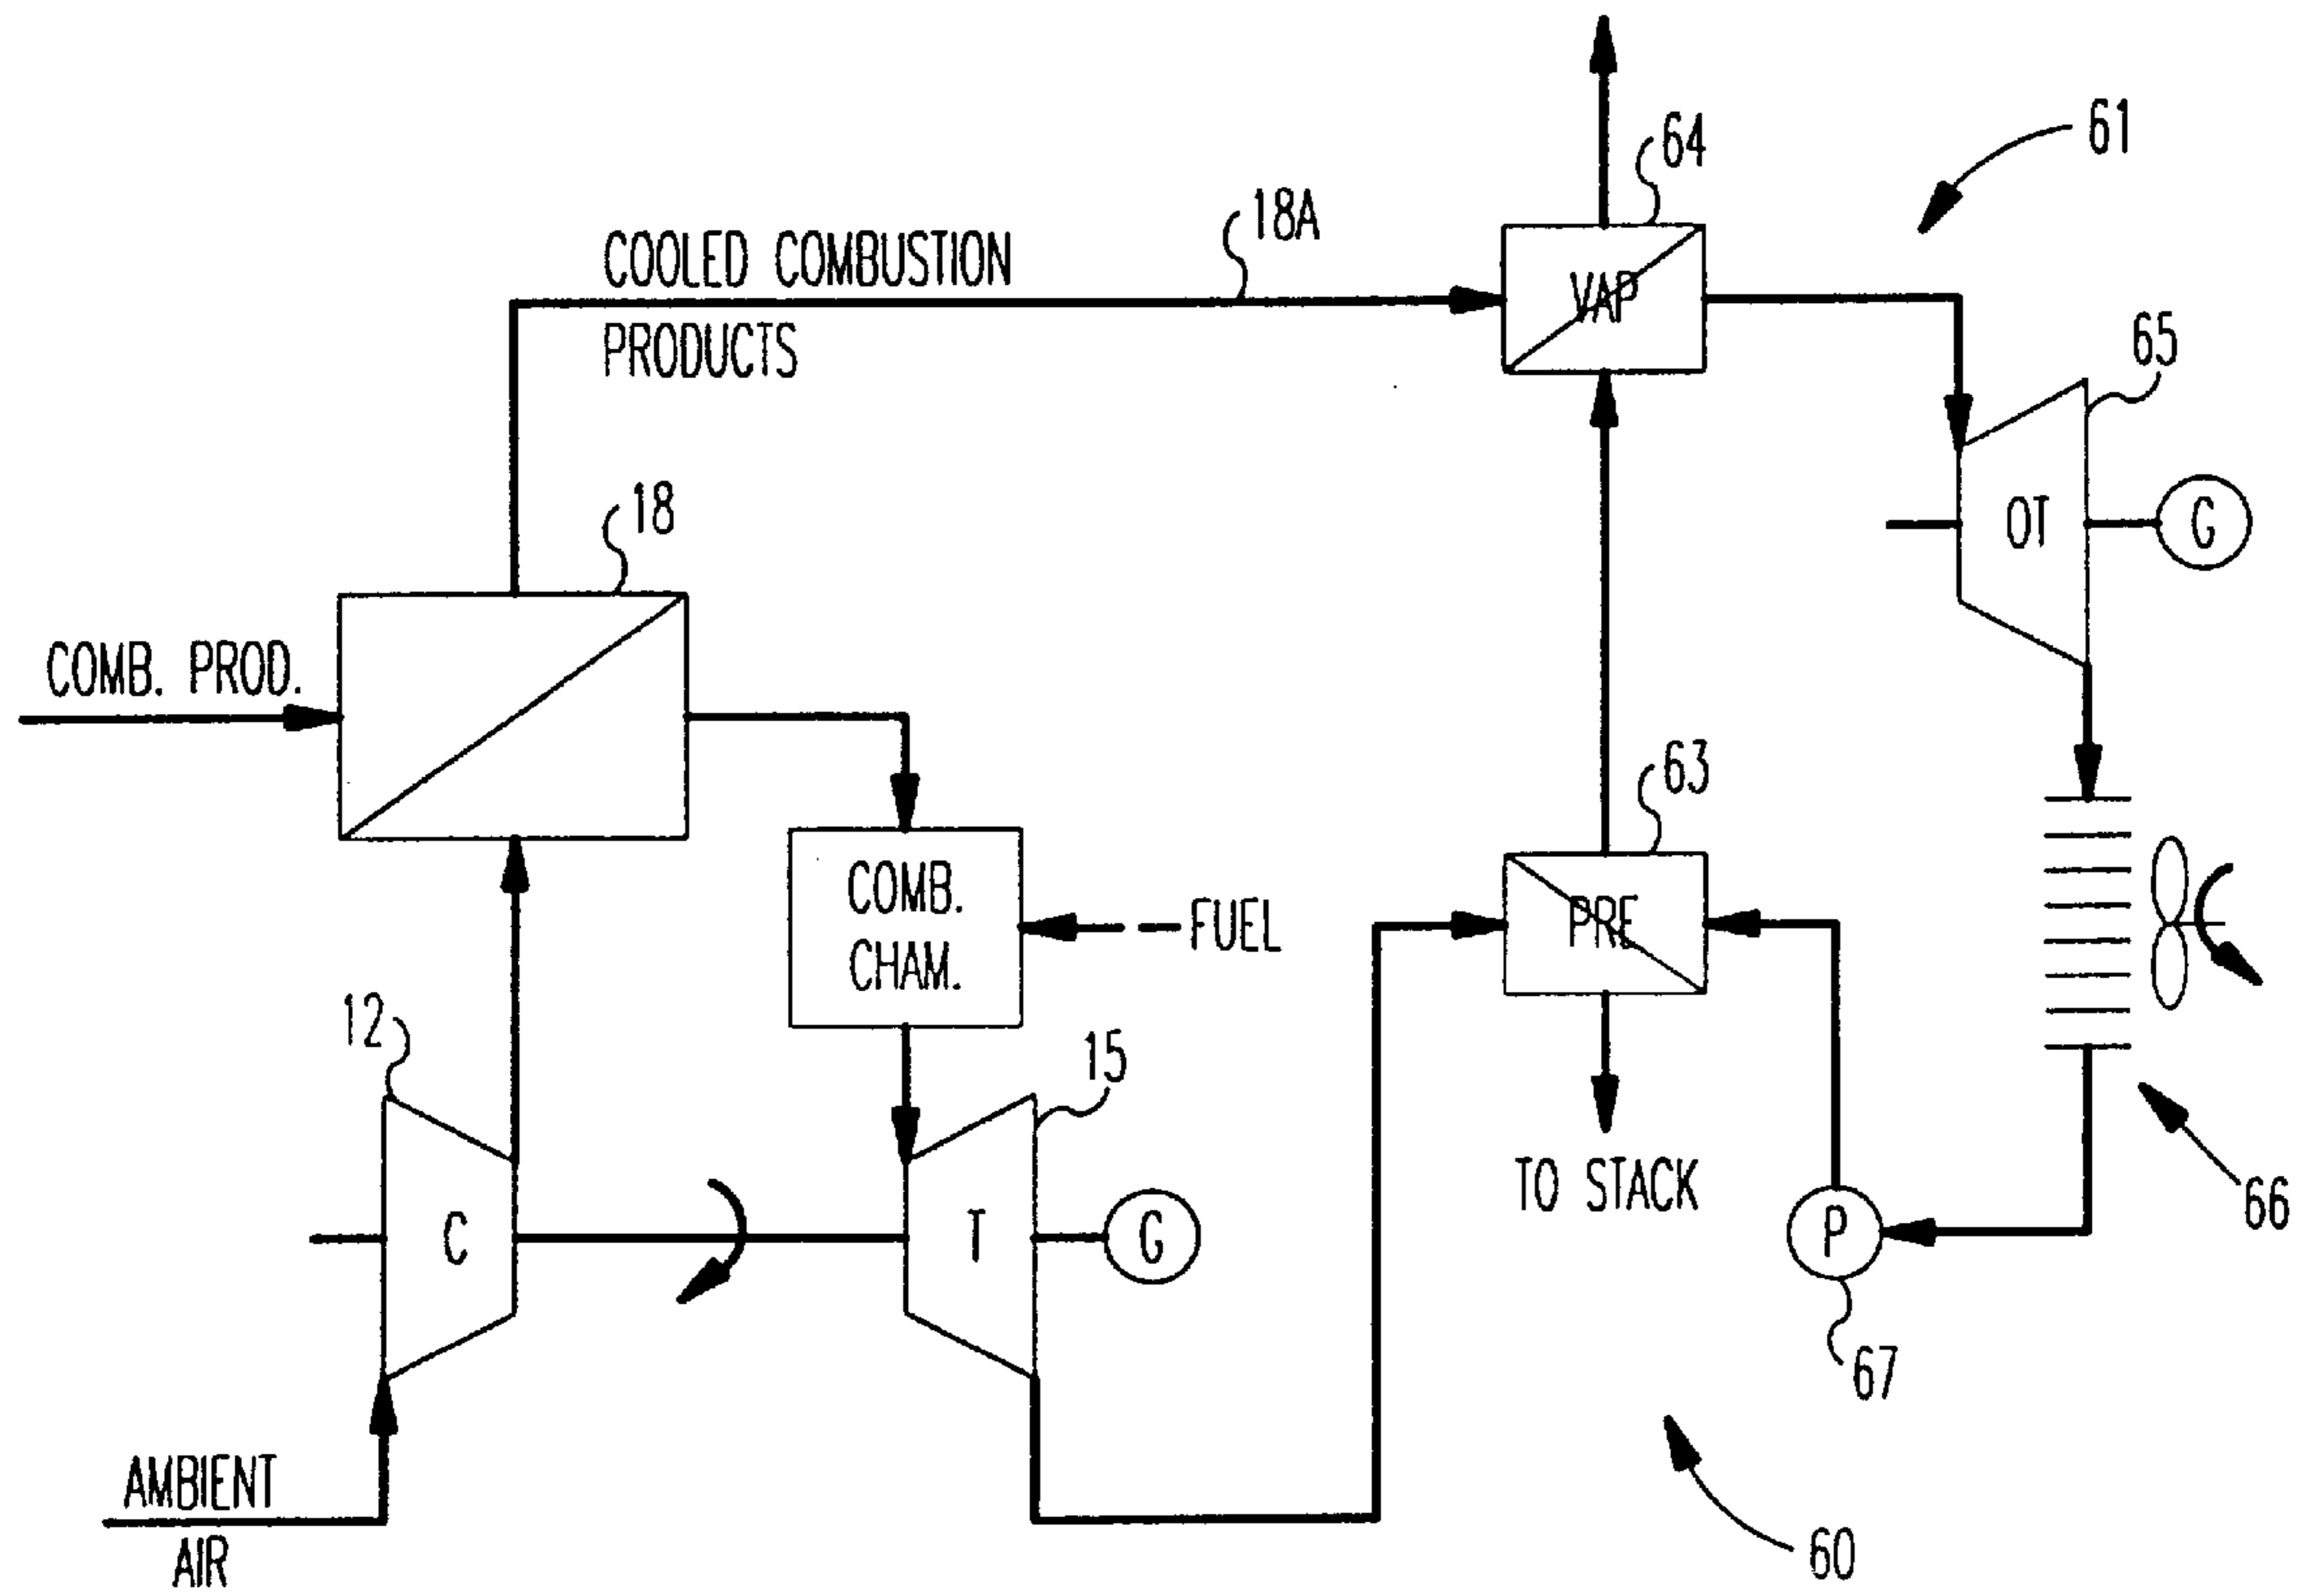 61
64
18A
COOLED COMBUSTION
PRODUCTS
VAP
65
18
OT
G
COMB. PROD.
63
COMB.
CHAM.
FUEL
PRE
12
15
TO STACK
66
C
T
G
P
67
AMBIENT
AIR
60